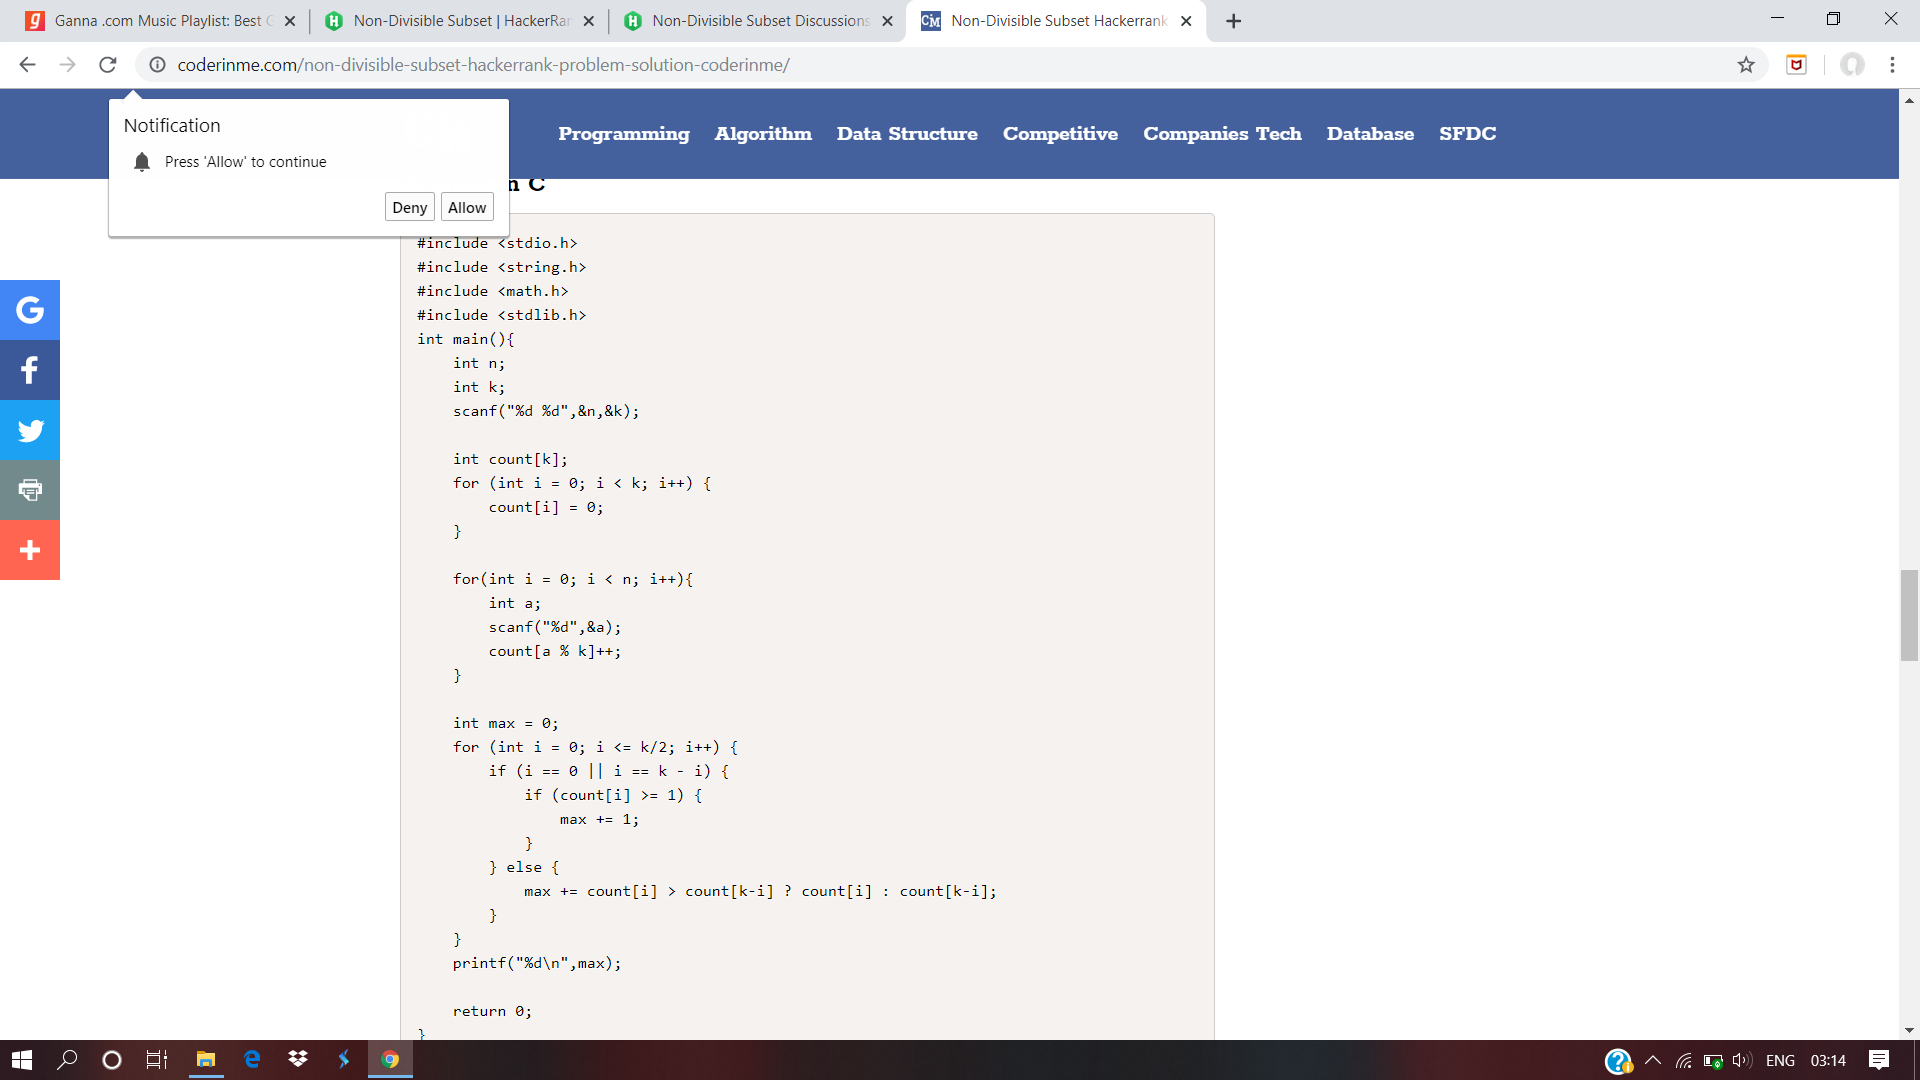 Ganna .com Music Playlist: Best G
Non-Divisible Subset | HackerRan
Non-Divisible Subset Discussions
CiM
Non-Divisible Subset Hackerrank
coderinme.com/non-divisible-subset-hackerrank-problem-solution-coderinme/
Notification
Press 'Allow' to continue
Deny Allow
Programming Algorithm Data Structure Competitive Companies Tech Database SFDC
n C
#include <stdio.h>
#include <string.h>
#include <math.h>
#include <stdlib.h>
int main(){
    int n;
    int k;
    scanf("%d %d",&n,&k);
    int count[k];
    for (int i = 0; i < k; i++) {
        count[i] = 0;
    }
    for(int i = 0; i < n; i++){
        int a;
        scanf("%d",&a);
        count[a % k]++;
    }
    int max = 0;
    for (int i = 0; i <= k/2; i++) {
        if (i == 0 || i == k - i) {
            if (count[i] >= 1) {
                max += 1;
            }
        } else {
            max += count[i] > count[k-i] ? count[i] : count[k-i];
        }
    }
    printf("%d\n",max);
    return 0;
}
ENG 03:14